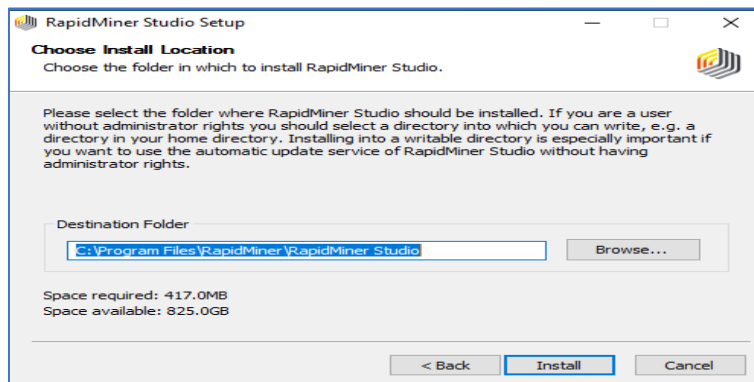 RapidMiner Studio Setup
Choose Install Location
Choose the folder in which to install RapidMiner Studio.
Please select the folder where RapidMiner Studio should be installed. If you are a user
without administrator rights you should select a directory into which you can write, e.g. a
directory in your home directory. Installing into a writable directory is especially important if
you want to use the automatic update service of RapidMiner Studio without having
administrator rights.
Destination Folder
C:\Program Files\RapidMiner\RapidMiner Studio
Browse...
Space required: 417.0MB
Space available: 825.0GB
< Back
Install
Cancel